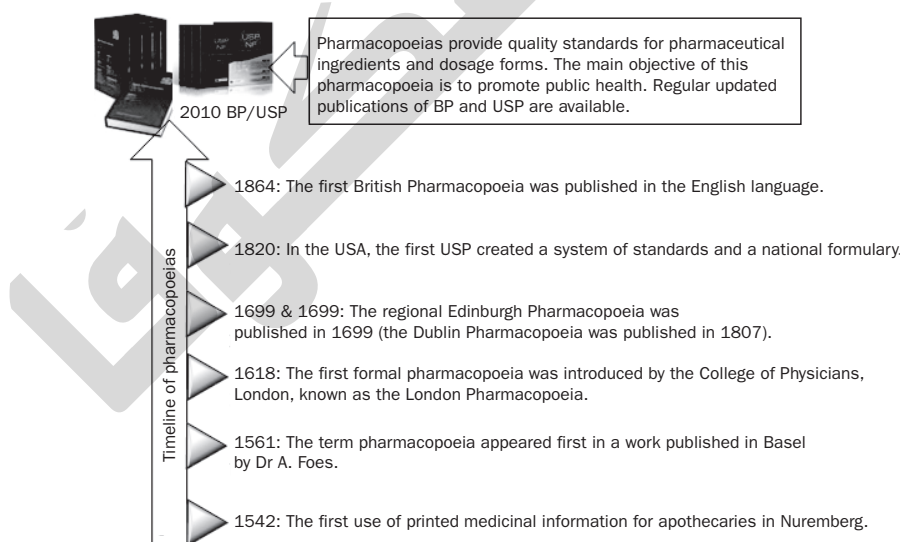 USP
NF
USP
NF
Pharmacopoeias provide quality standards for pharmaceutical
ingredients and dosage forms. The main objective of this
pharmacopoeia is to promote public health. Regular updated
publications of BP and USP are available.
2010 BP/USP
1864: The first British Pharmacopoeia was published in the English language.
1820: In the USA, the first USP created a system of standards and a national formulary.
1699 & 1699: The regional Edinburgh Pharmacopoeia was
published in 1699 (the Dublin Pharmacopoeia was published in 1807).
1618: The first formal pharmacopoeia was introduced by the College of Physicians,
London, known as the London Pharmacopoeia.
1561: The term pharmacopoeia appeared first in a work published in Basel
by Dr A. Foes.
1542: The first use of printed medicinal information for apothecaries in Nuremberg.
Timeline of pharmacopoeias